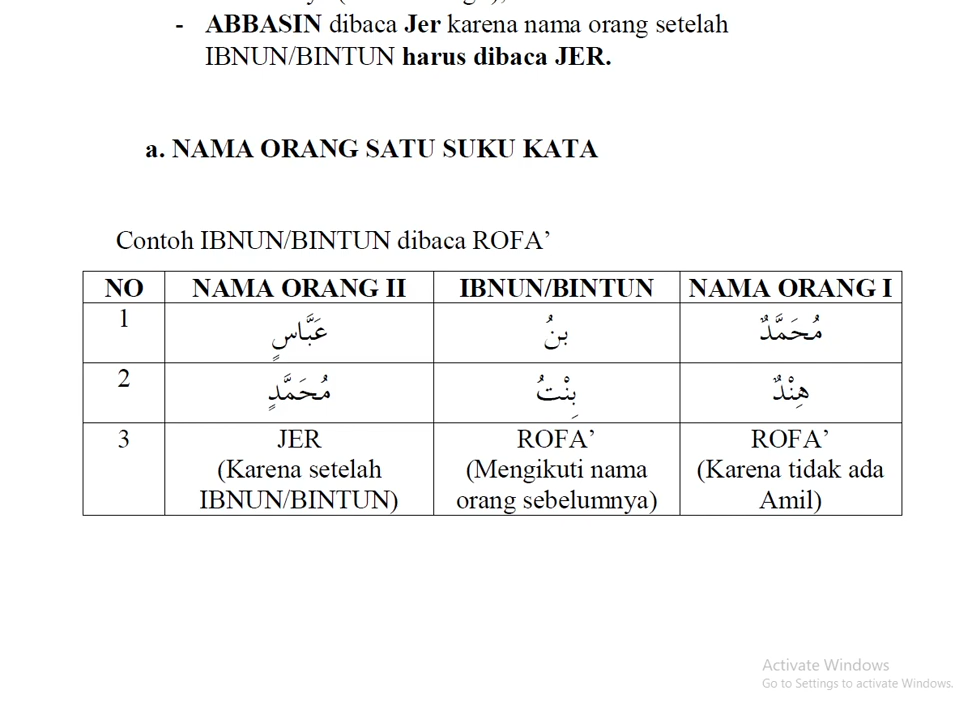 - ABBASIN dibaca Jer karena nama orang setelah
IBNUN/BINTUN harus dibaca JER.
a. NAMA ORANG SATU SUKU KATA
Contoh IBNUN/BINTUN dibaca ROFA’
NO NAMA ORANG II IBNUN/BINTUN NAMA ORANG I
1 عَبَّاسٍ بنُ مُحَمَّدٌ
2 مُحَمَّدٍ بِنْتُ هِنْدٌ
3 JER ROFA’ ROFA’
(Karena setelah (Mengikuti nama (Karena tidak ada
IBNUN/BINTUN) orang sebelumnya) Amil)
Activate Windows
Go to Settings to activate Windows.